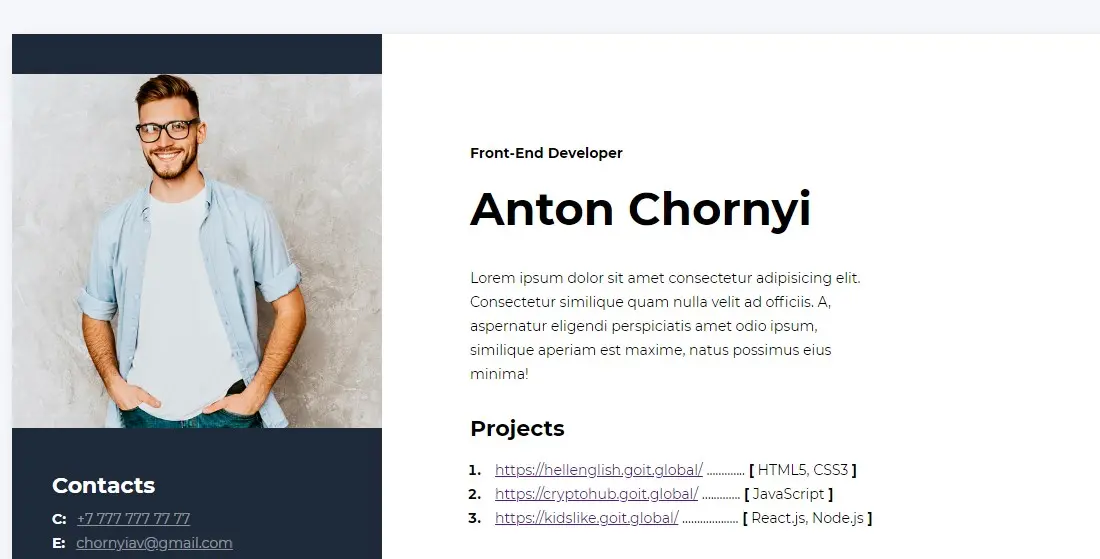 Front-End Developer
Anton Chornyi
Lorem ipsum dolor sit amet consectetur adipisicing elit.
Consectetur similique quam nulla velit ad officiis. A,
aspernatur eligendi perspiciatis amet odio ipsum,
similique aperiam est maxime, natus possimus eius
minima!
Projects
1. https://hellenglish.goit.global/ ............. [ HTML5, CSS3 ]
2. https://cryptohub.goit.global/ ............. [ JavaScript ]
3. https://kidslike.goit.global/ ................... [ React.js, Node.js ]
Contacts
C: +7 777 777 77 77
E: chornyiav@gmail.com